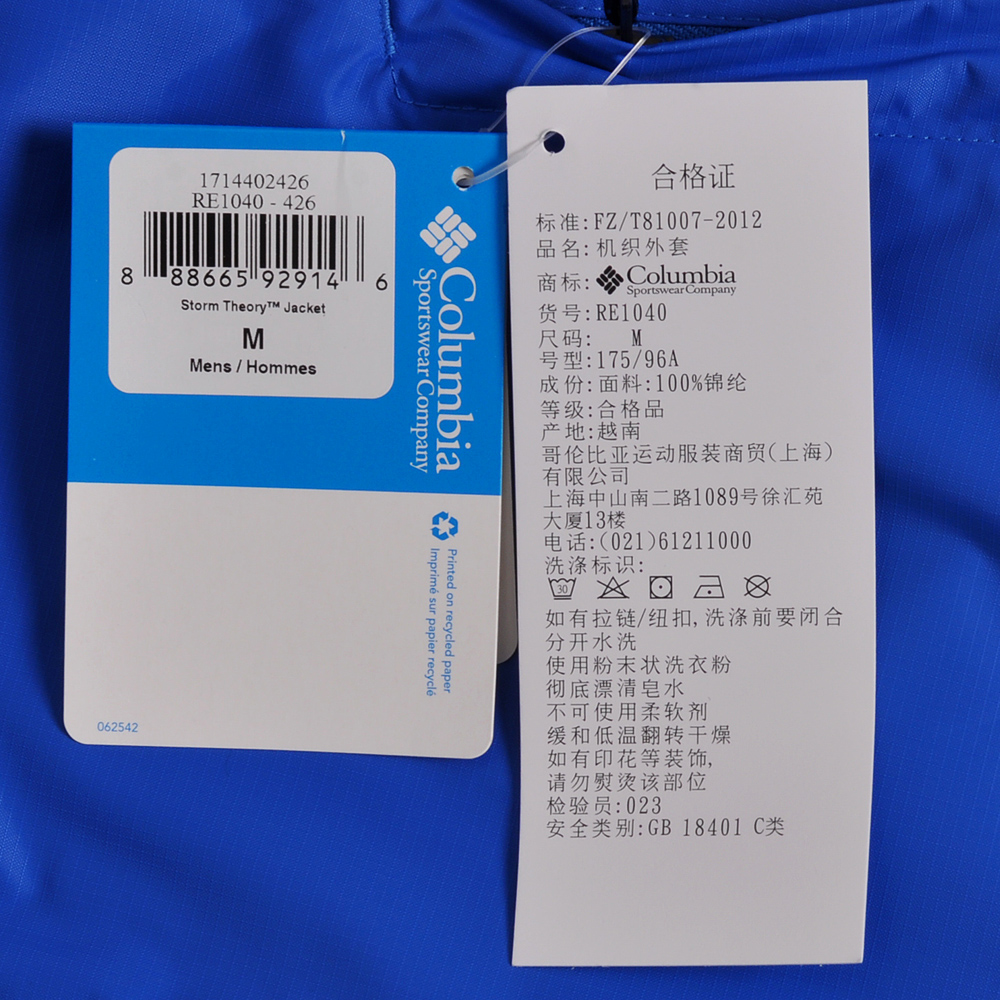 1714402426
RE1040 - 426
8 88665 92914 6
Storm Theory™ Jacket
M
Mens / Hommes
Columbia
Sportswear Company
Printed on recycled paper
Imprimé sur papier recyclé
062542
合格证
标准:FZ/T81007-2012
品名:机织外套
商标: Columbia
Sportswear Company
货号:RE1040
尺码: M
号型:175/96A
成份:面料:100%锦纶
等级:合格品
产地:越南
哥伦比亚运动服装商贸(上海)
有限公司
上海中山南二路1089号徐汇苑
大厦13楼
电话:(021)61211000
洗涤标识:
30
如有拉链/纽扣,洗涤前要闭合
分开水洗
使用粉末状洗衣粉
彻底漂清皂水
不可使用柔软剂
缓和低温翻转干燥
如有印花等装饰,
请勿熨烫该部位
检验员:023
安全类别:GB 18401 C类